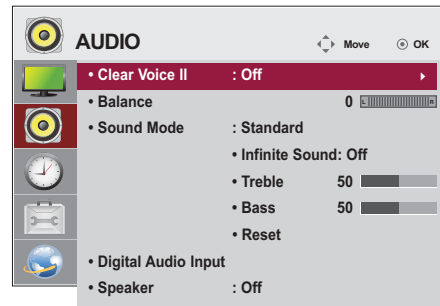 AUDIO
Move
OK
• Clear Voice II : Off
• Balance 0 L R
• Sound Mode : Standard
• Infinite Sound: Off
• Treble 50
• Bass 50
• Reset
• Digital Audio Input
• Speaker : Off